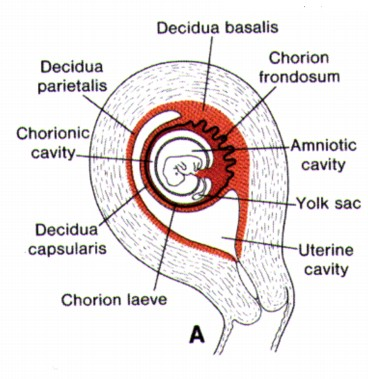 Decidua basalis
Chorion
frondosum
Decidua
parietalis
Chorionic
cavity
Amniotic
cavity
Yolk sac
Decidua
capsularis
Uterine
cavity
Chorion laeve
A